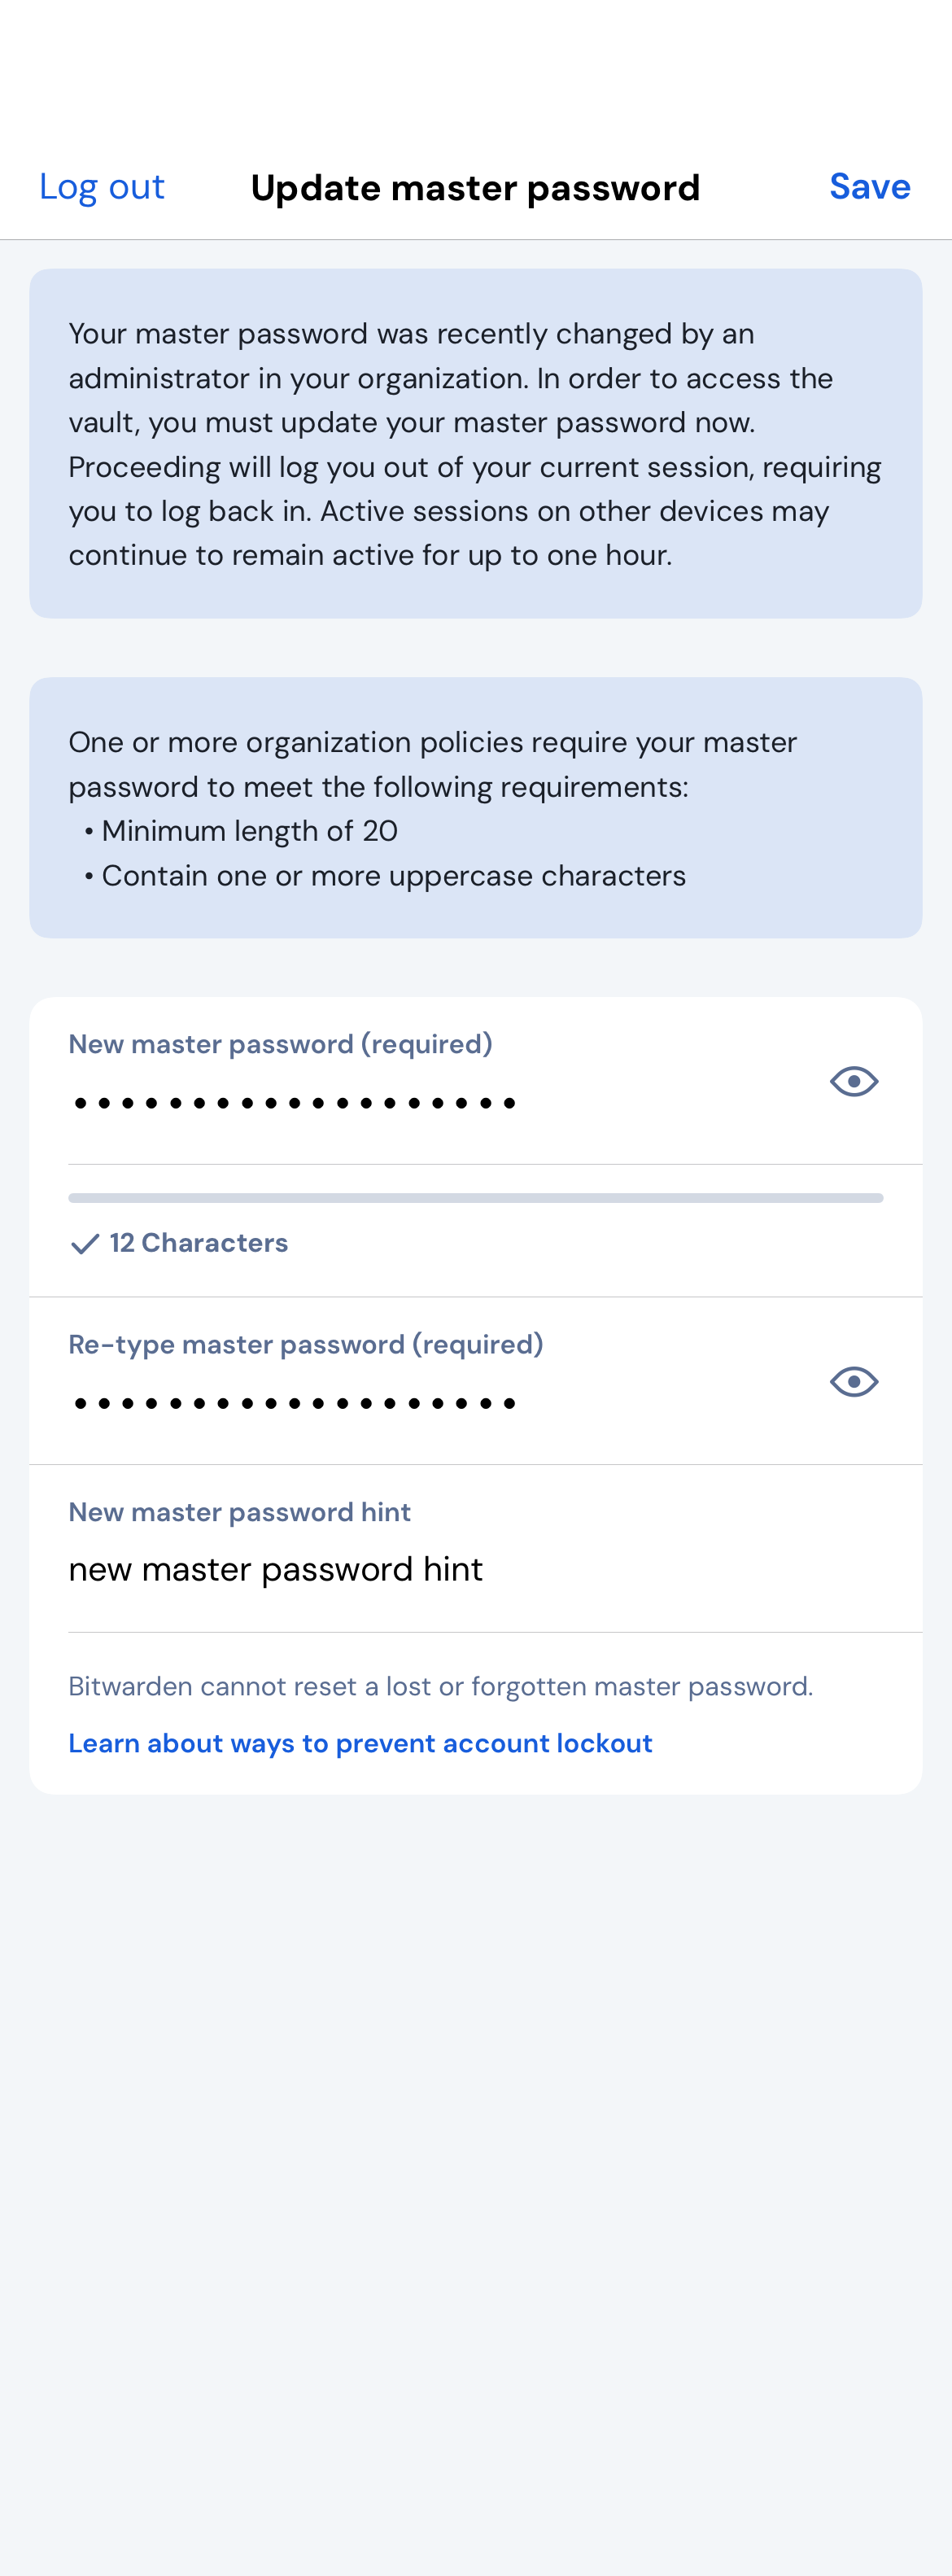 Log out Update master password Save
Your master password was recently changed by an
administrator in your organization. In order to access the
vault, you must update your master password now.
Proceeding will log you out of your current session, requiring
you to log back in. Active sessions on other devices may
continue to remain active for up to one hour.
One or more organization policies require your master
password to meet the following requirements:
• Minimum length of 20
• Contain one or more uppercase characters
New master password (required)
•••••••••••••••••••
12 Characters
Re-type master password (required)
•••••••••••••••••••
New master password hint
new master password hint
Bitwarden cannot reset a lost or forgotten master password.
Learn about ways to prevent account lockout